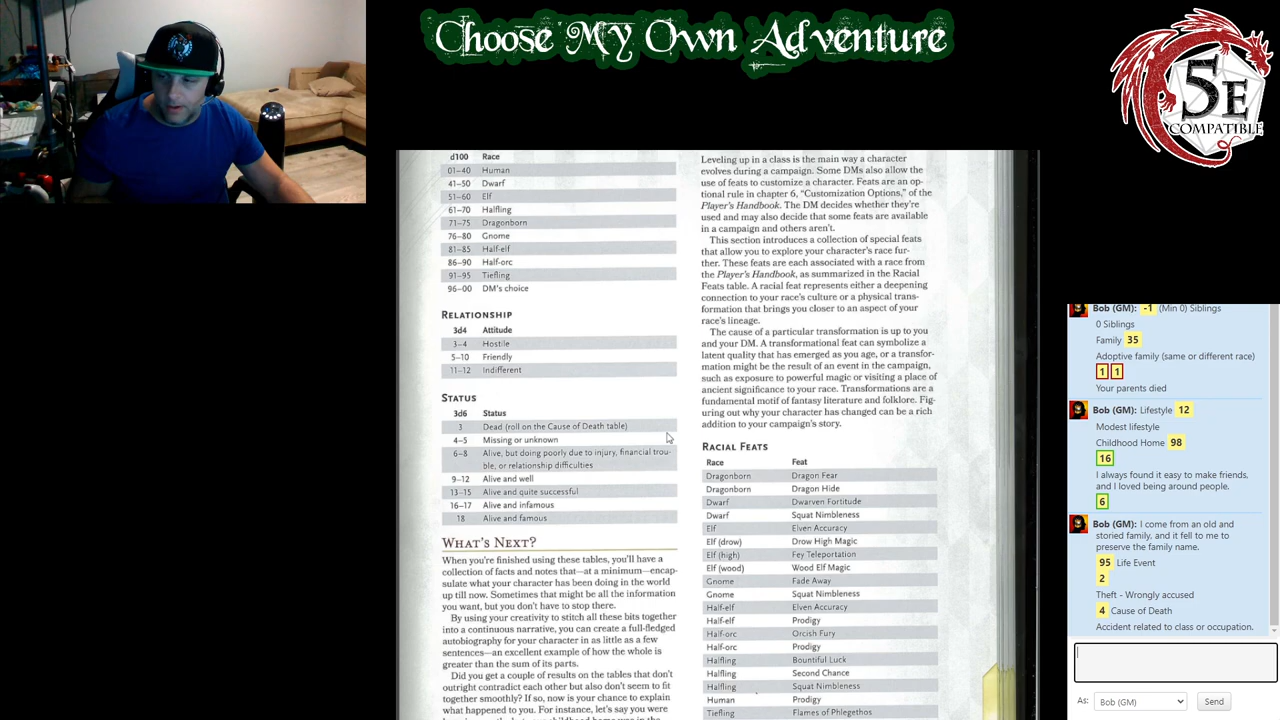 Choose My Own Adventure
5E
COMPATIBLE
d100 Race
01–40 Human
41–50 Dwarf
51–60 Elf
61–70 Halfling
71–75 Dragonborn
76–80 Gnome
81–85 Half-elf
86–90 Half-orc
91–95 Tiefling
96–00 DM's choice
RELATIONSHIP
3d4 Attitude
3–4 Hostile
5–10 Friendly
11–12 Indifferent
STATUS
3d6 Status
3 Dead (roll on the Cause of Death table)
4–5 Missing or unknown
6–8 Alive, but doing poorly due to injury, financial trou-
ble, or relationship difficulties
9–12 Alive and well
13–15 Alive and quite successful
16–17 Alive and infamous
18 Alive and famous
WHAT'S NEXT?
When you're finished using these tables, you'll have a
collection of facts and notes that—at a minimum—encap-
sulate what your character has been doing in the world
up till now. Sometimes that might be all the information
you want, but you don't have to stop there.
By using your creativity to stitch all these bits together
into a continuous narrative, you can create a full-fledged
autobiography for your character in as little as a few
sentences—an excellent example of how the whole is
greater than the sum of its parts.
Did you get a couple of results on the tables that don't
outright contradict each other but also don't seem to fit
together smoothly? If so, now is your chance to explain
what happened to you. For instance, let's say you were
Leveling up in a class is the main way a character
evolves during a campaign. Some DMs also allow the
use of feats to customize a character. Feats are an op-
tional rule in chapter 6, "Customization Options," of the
Player's Handbook. The DM decides whether they're
used and may also decide that some feats are available
in a campaign and others aren't.
This section introduces a collection of special feats
that allow you to explore your character's race fur-
ther. These feats are each associated with a race from
the Player's Handbook, as summarized in the Racial
Feats table. A racial feat represents either a deepening
connection to your race's culture or a physical trans-
formation that brings you closer to an aspect of your
race's lineage.
The cause of a particular transformation is up to you
and your DM. A transformational feat can symbolize a
latent quality that has emerged as you age, or a transfor-
mation might be the result of an event in the campaign,
such as exposure to powerful magic or visiting a place of
ancient significance to your race. Transformations are a
fundamental motif of fantasy literature and folklore. Fig-
uring out why your character has changed can be a rich
addition to your campaign's story.
RACIAL FEATS
Race Feat
Dragonborn Dragon Fear
Dragonborn Dragon Hide
Dwarf Dwarven Fortitude
Dwarf Squat Nimbleness
Elf Elven Accuracy
Elf (drow) Drow High Magic
Elf (high) Fey Teleportation
Elf (wood) Wood Elf Magic
Gnome Fade Away
Gnome Squat Nimbleness
Half-elf Elven Accuracy
Half-elf Prodigy
Half-orc Orcish Fury
Half-orc Prodigy
Halfling Bountiful Luck
Halfling Second Chance
Halfling Squat Nimbleness
Human Prodigy
Tiefling Flames of Phlegethos
Bob (GM): -1 (Min 0) Siblings
0 Siblings
Family 35
Adoptive family (same or different race)
1 1
Your parents died
Bob (GM): Lifestyle 12
Modest lifestyle
Childhood Home 98
16
I always found it easy to make friends,
and I loved being around people.
6
Bob (GM): I come from an old and
storied family, and it fell to me to
preserve the family name.
95 Life Event
2
Theft - Wrongly accused
4 Cause of Death
Accident related to class or occupation.
As: Bob (GM) Send